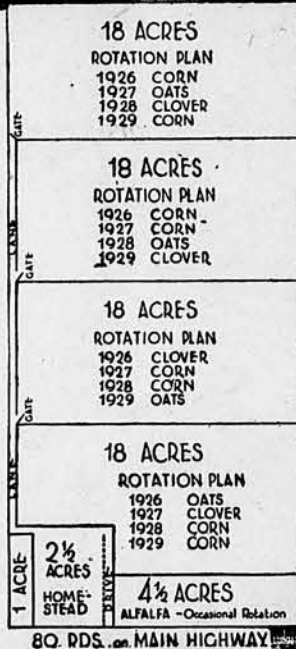 18 ACRES
ROTATION PLAN
1926 CORN
1927 OATS
1928 CLOVER
1929 CORN
GATE
18 ACRES
ROTATION PLAN
1926 CORN
1927 CORN
1928 OATS
1929 CLOVER
LANE
GATE
18 ACRES
ROTATION PLAN
1926 CLOVER
1927 CORN
1928 CORN
1929 OATS
GATE
18 ACRES
ROTATION PLAN
1926 OATS
1927 CLOVER
1928 CORN
1929 CORN
LANE
1 ACRE
2½
ACRES
HOME-
STEAD
DRIVE
4½ ACRES
ALFALFA - Occasional Rotation
80 RDS. on MAIN HIGHWAY